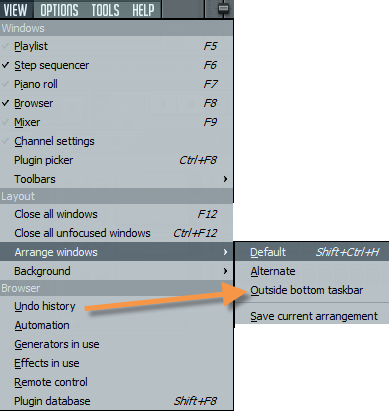 VIEW OPTIONS TOOLS HELP
Windows
Playlist F5
Step sequencer F6
Piano roll F7
Browser F8
Mixer F9
Channel settings
Plugin picker Ctrl+F8
Toolbars
Layout
Close all windows F12
Close all unfocused windows Ctrl+F12
Arrange windows
Background
Browser
Undo history
Automation
Generators in use
Effects in use
Remote control
Plugin database Shift+F8
Default Shift+Ctrl+H
Alternate
Outside bottom taskbar
Save current arrangement